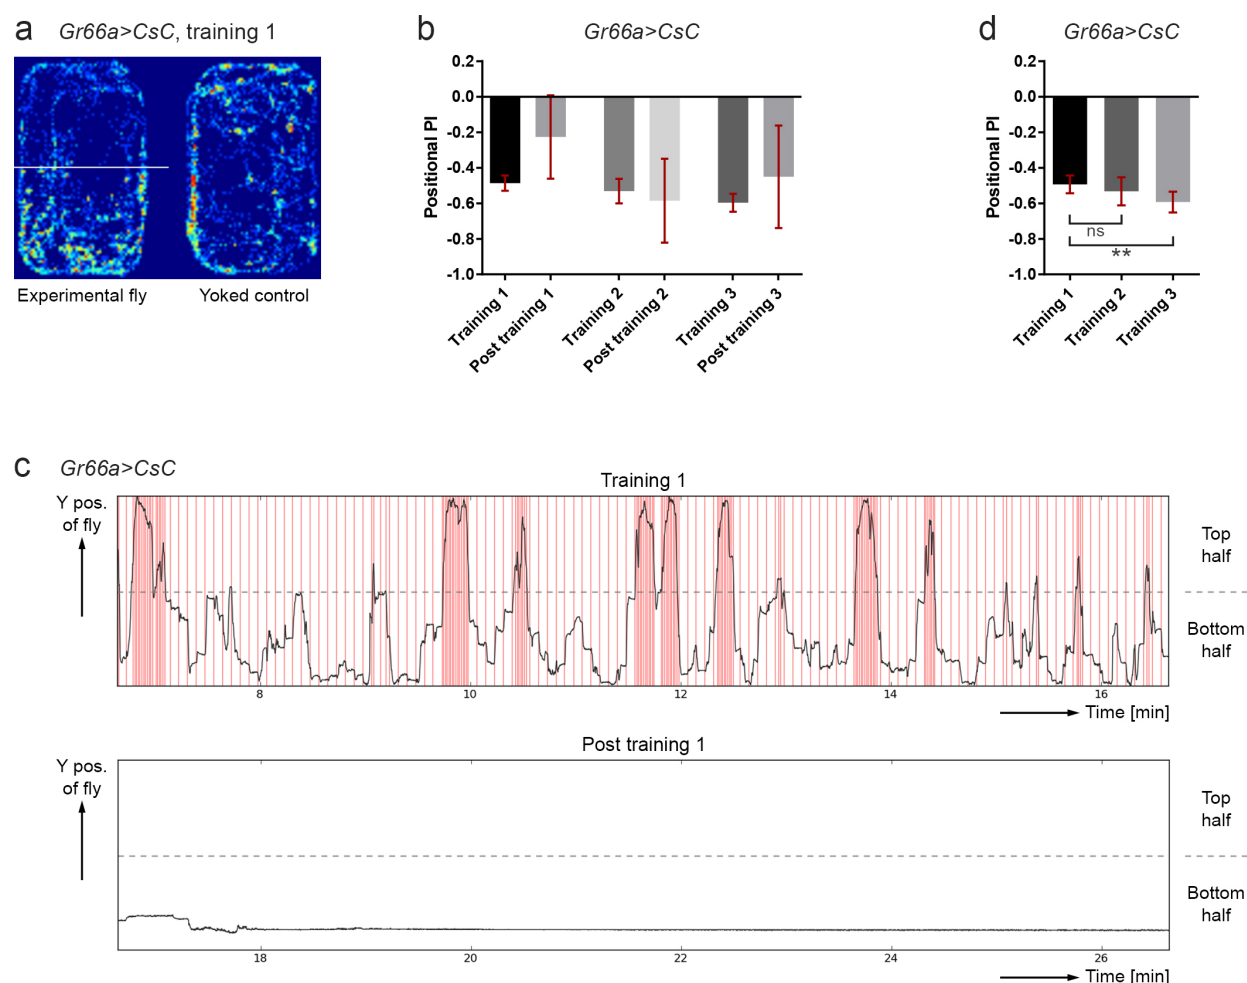 a Gr66a>CsC, training 1
Experimental fly
Yoked control
b Gr66a>CsC
Positional PI
0.2
0.0
-0.2
-0.4
-0.6
-0.8
-1.0
Training 1
Post training 1
Training 2
Post training 2
Training 3
Post training 3
d Gr66a>CsC
Positional PI
0.2
0.0
-0.2
-0.4
-0.6
-0.8
-1.0
ns
**
Training 1
Training 2
Training 3
c Gr66a>CsC
Training 1
Y pos.
of fly
Top
half
Bottom
half
8 10 12 14 16
Time [min]
Post training 1
Y pos.
of fly
Top
half
Bottom
half
18 20 22 24 26
Time [min]